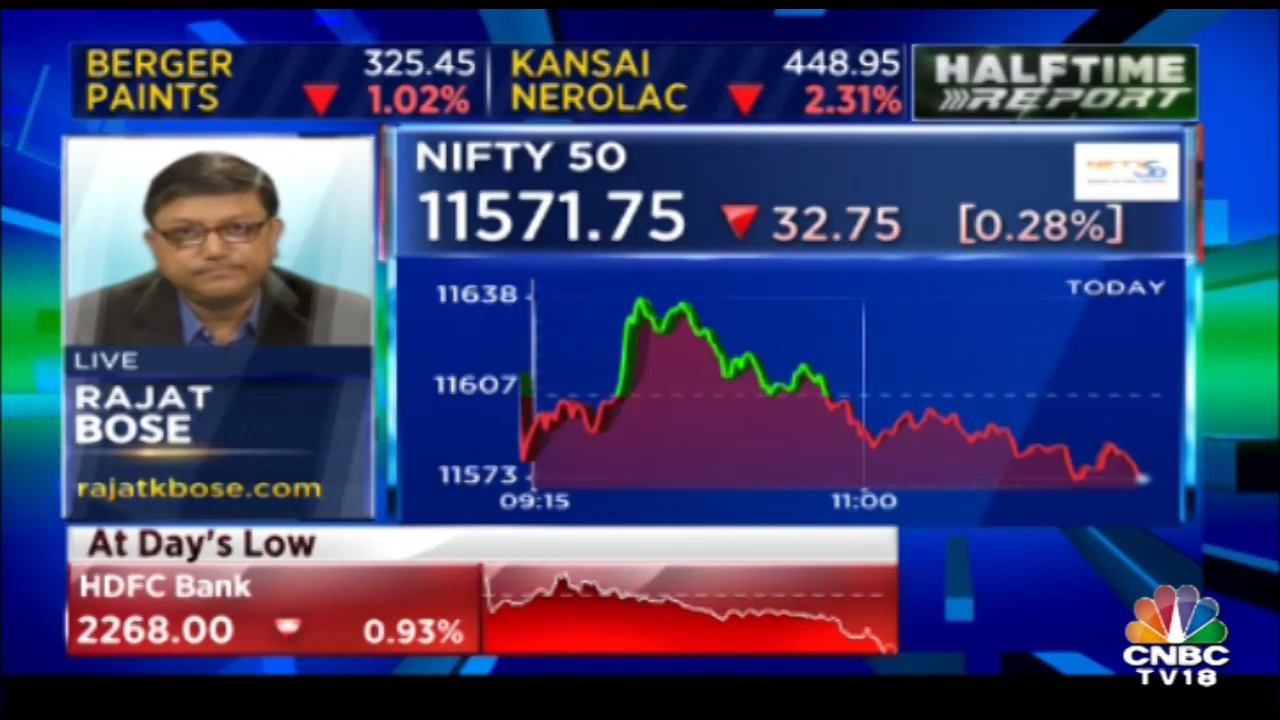 BERGER PAINTS
325.45
1.02%
KANSAI NEROLAC
448.95
2.31%
HALFTIME
REPORT
NIFTY 50
11571.75 32.75 [0.28%]
TODAY
11638
11607
11573
09:15 11:00
LIVE
RAJAT
BOSE
rajatkbose.com
At Day's Low
HDFC Bank
2268.00 0.93%
CNBC
TV18